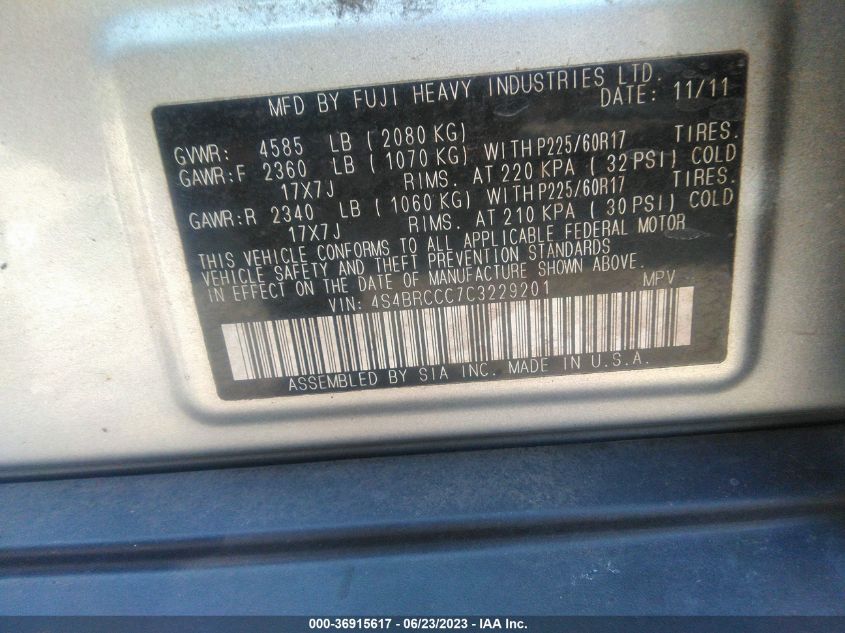 MFD BY FUJI HEAVY INDUSTRIES LTD.
DATE: 11/11
GVWR: 4585 LB (2080 KG)
GAWR:F 2360 LB (1070 KG) WITH P225/60R17 TIRES.
17X7J RIMS. AT 220 KPA (32 PSI) COLD
GAWR:R 2340 LB (1060 KG) WITH P225/60R17 TIRES.
17X7J RIMS. AT 210 KPA (30 PSI) COLD
THIS VEHICLE CONFORMS TO ALL APPLICABLE FEDERAL MOTOR
VEHICLE SAFETY AND THEFT PREVENTION STANDARDS
IN EFFECT ON THE DATE OF MANUFACTURE SHOWN ABOVE.
VIN: 4S4BRCCC7C3229201 MPV
ASSEMBLED BY SIA INC. MADE IN U.S.A.
000-36915617 - 06/23/2023 - IAA Inc.